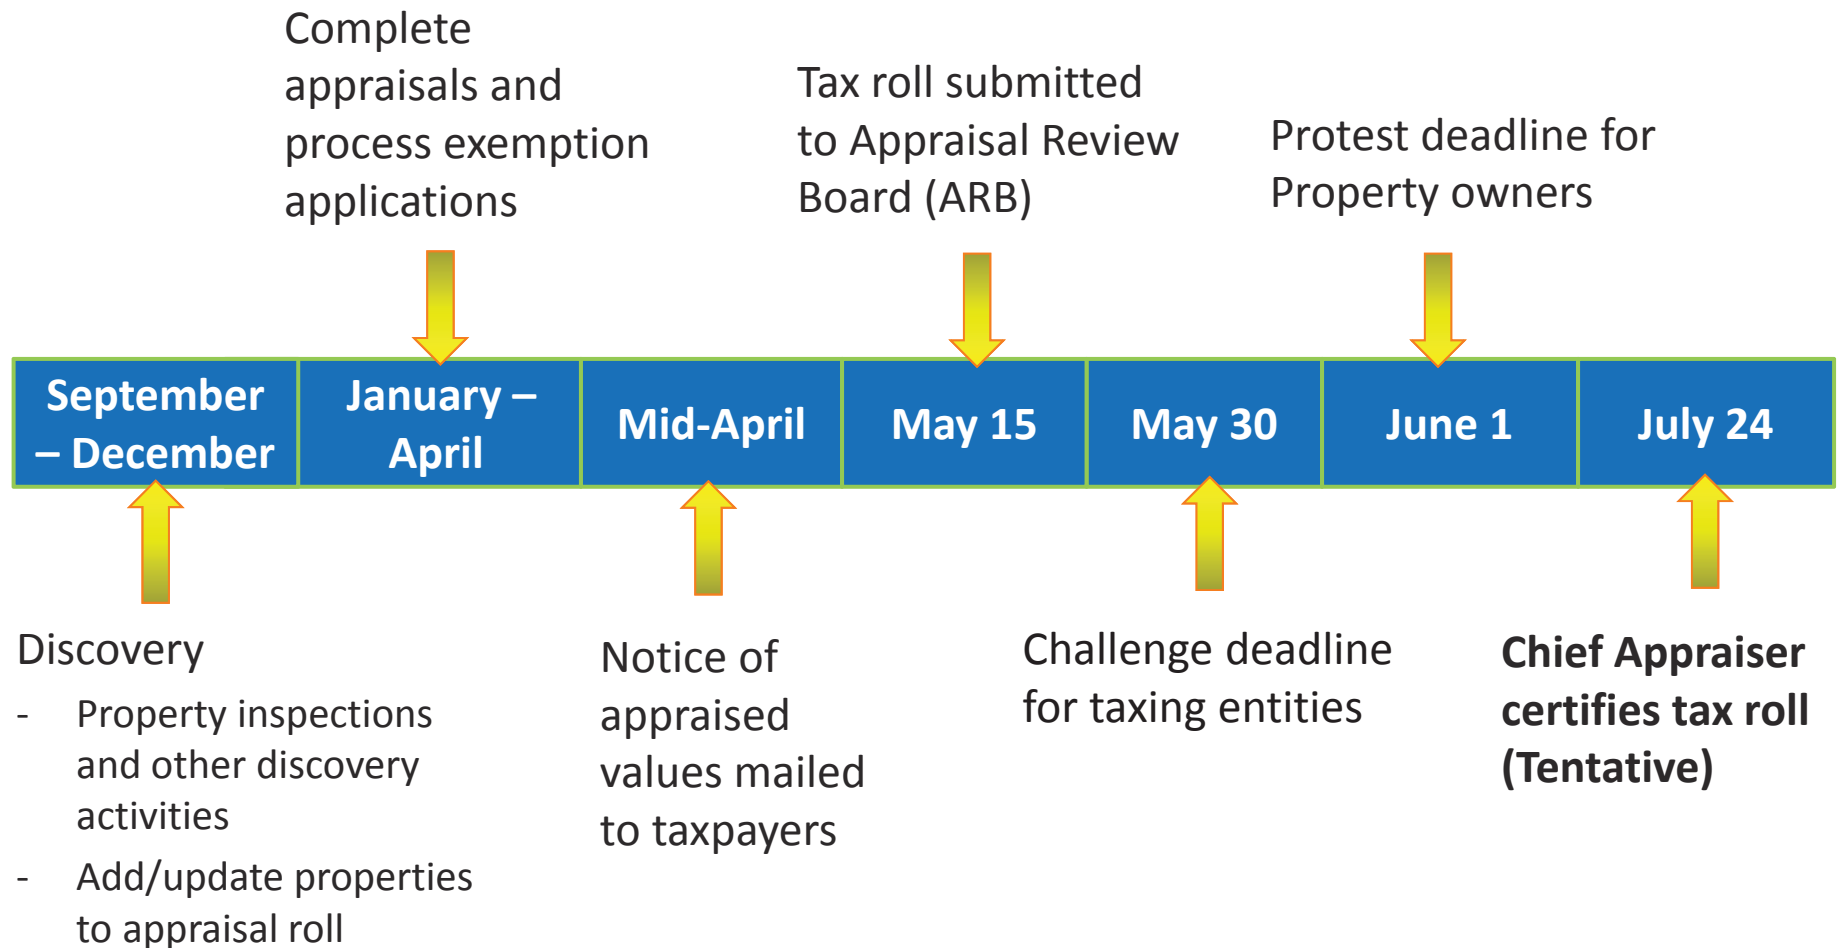 Complete
appraisals and
process exemption
applications
Tax roll submitted
to Appraisal Review
Board (ARB)
Protest deadline for
Property owners
September
– December
January –
April
Mid-April
May 15
May 30
June 1
July 24
Discovery
- Property inspections
and other discovery
activities
- Add/update properties
to appraisal roll
Notice of
appraised
values mailed
to taxpayers
Challenge deadline
for taxing entities
Chief Appraiser
certifies tax roll
(Tentative)